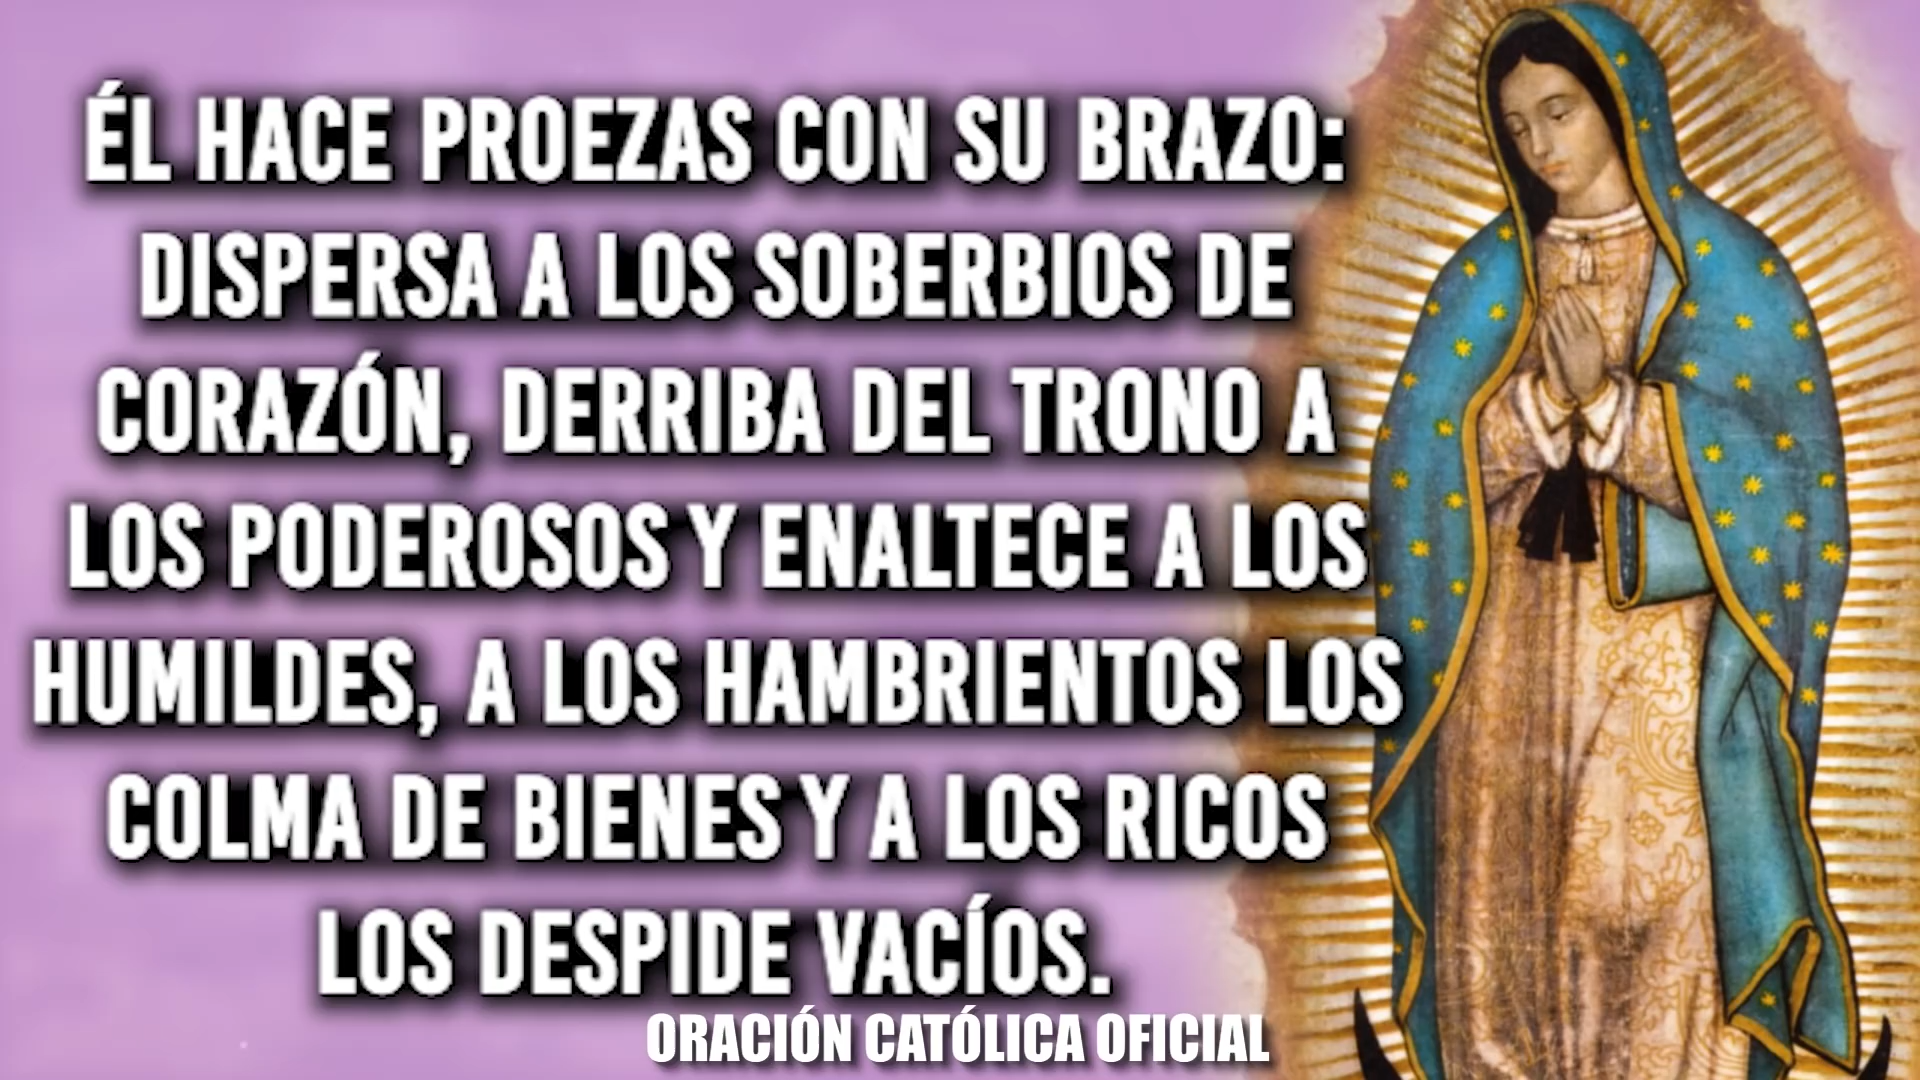 ÉL HACE PROEZAS CON SU BRAZO:
DISPERSA A LOS SOBERBIOS DE
CORAZÓN, DERRIBA DEL TRONO A
LOS PODEROSOS Y ENALTECE A LOS
HUMILDES, A LOS HAMBRIENTOS LOS
COLMA DE BIENES Y A LOS RICOS
LOS DESPIDE VACÍOS.
ORACIÓN CATÓLICA OFICIAL